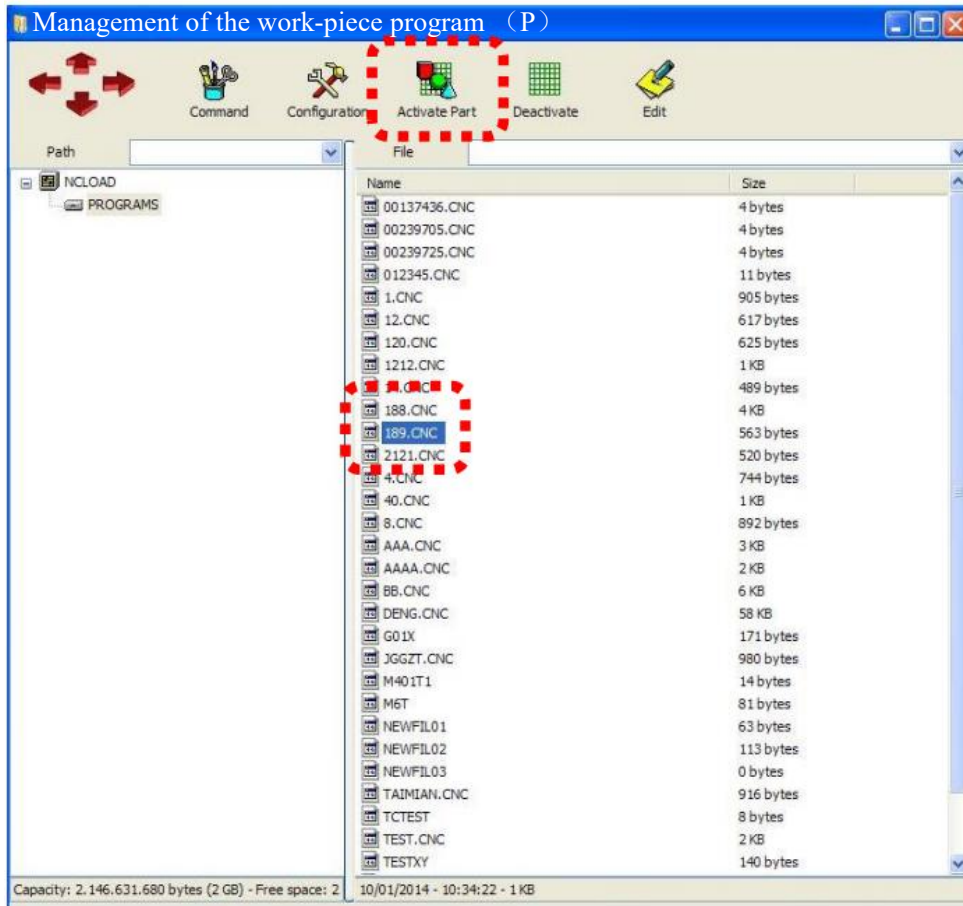 Management of the work-piece program （P）
Command Configuration Activate Part Deactivate Edit
Path File
NCLOAD
PROGRAMS
Name Size
00137436.CNC 4 bytes
00239705.CNC 4 bytes
00239725.CNC 4 bytes
012345.CNC 11 bytes
1.CNC 905 bytes
12.CNC 617 bytes
120.CNC 625 bytes
1212.CNC 1 KB
489 bytes
188.CNC 4 KB
189.CNC 563 bytes
2121.CNC 520 bytes
4.CNC 744 bytes
40.CNC 1 KB
8.CNC 892 bytes
AAA.CNC 3 KB
AAAA.CNC 2 KB
BB.CNC 6 KB
DENG.CNC 58 KB
G01X 171 bytes
JGGZT.CNC 980 bytes
M401T1 14 bytes
M6T 81 bytes
NEWFIL01 63 bytes
NEWFIL02 113 bytes
NEWFIL03 0 bytes
TAIMIAN.CNC 916 bytes
TCTEST 8 bytes
TEST.CNC 2 KB
TESTXY 140 bytes
Capacity: 2.146.631.680 bytes (2 GB) - Free space: 2 10/01/2014 - 10:34:22 - 1 KB